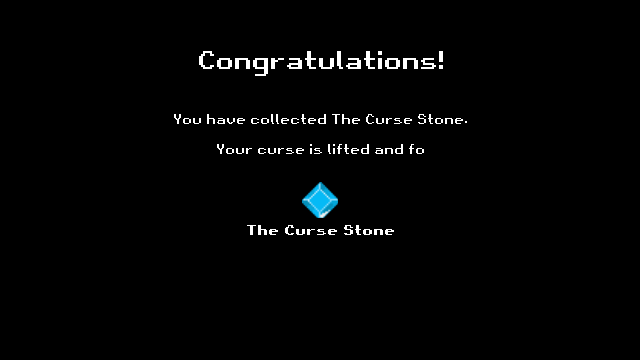 Congratulations!
You have collected The Curse Stone.
Your curse is lifted and fo
The Curse Stone